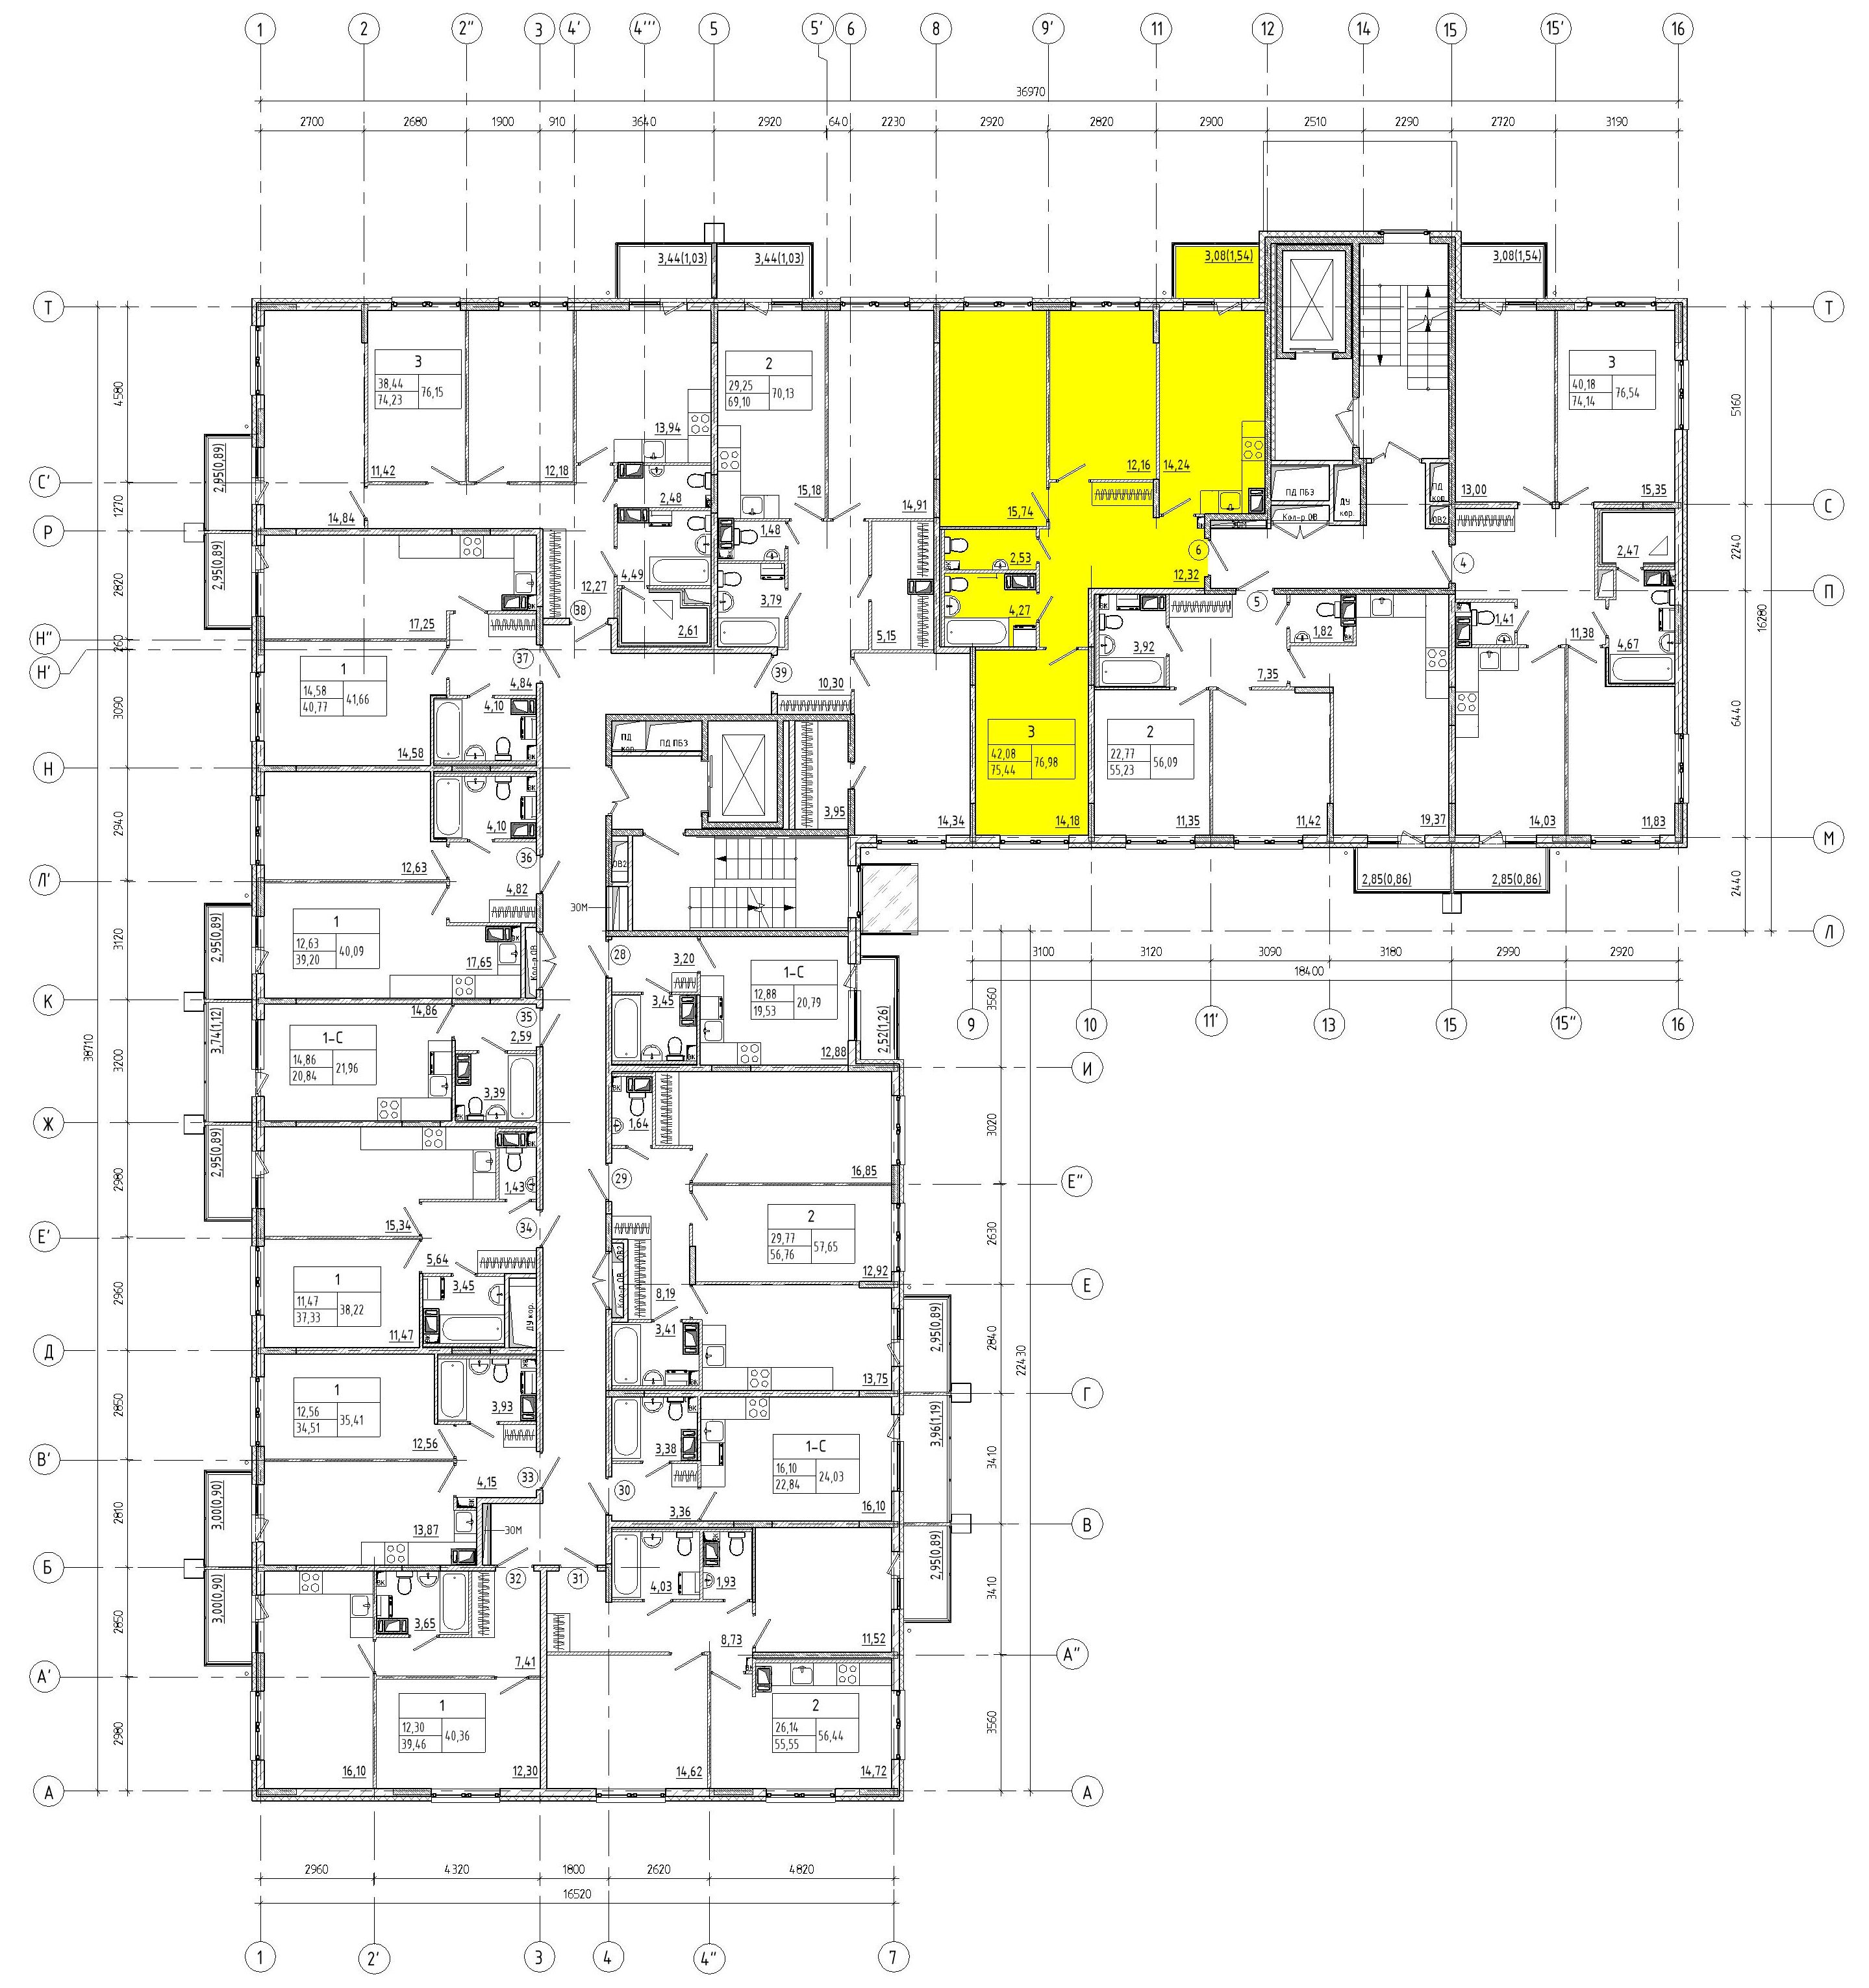 1 2 2" 3 4' 4''' 5 5' 6 8 9' 11 12 14 15 15' 16
36970
2700 2680 1900 910 3640 2920 640 2230 2920 2820 2900 2510 2290 2720 3190
3,44(1,03) 3,44(1,03) 3,08(1,54) 3,08(1,54)
Т Т
3
38,44 76,15
74,23
2
29,25 70,13
69,10
3
40,18 76,54
74,14
4580 5160
13,94
2,95(0,89)
11,42 12,18 15,18 12,16 14,24
С'
14,84 2,48 14,91 15,74 ПД ПБЗ ДУ кор. ПД кор. 13,00 15,35
С
1270
Р
1,48 Кол-р ОВ ОВ2
2,95(0,89)
2820 12,27 4,49 3,79 2,53 6 12,32 4 2,47 2240 16280
П
38 4,27 5 1,82 1,41 11,38
17,25 2,61 5,15 3,92 4,67
Н"
260
Н'
37 39 7,35
1
14,58 41,66
40,77
4,84 10,30
3090 4,10 6440
3
42,08 76,98
75,44
2
22,77 56,09
55,23
ПД кор. ПД ПБЗ
14,58
Н
2940 4,10 3,95 14,34 14,18 11,35 11,42 19,37 14,03 11,83
М
36
12,63 ОВ2 2,85(0,86) 2,85(0,86)
Л'
4,82 ЭОМ 2440
1
12,63 40,09
39,20
2,95(0,89) 3120
Л
17,65 Кол-р ОВ 28 3,20
3100 3120 3090 3180 2990 2920
18400
1-С
12,88 20,79
19,53
3,45 3560
К
14,86 35 9 10 11' 13 15 15" 16
3,74(1,12) 2,59 12,88 2,52(1,26)
1-С
14,86 21,96
20,84
38710 3200
И
3,39
Ж
1,64 3020
2,95(0,89) 2980 1,43 29 16,85
Е"
15,34 34
Е'
2
29,77 57,65
56,76
2630
5,64 ОВ2 12,92
1
11,47 38,22
37,33
3,45 Кол-р ОВ 8,19
Е
2960 ДУ кор. 3,41 2,95(0,89) 2840 22430
11,47
Д
13,75
Г
1
12,56 35,41
34,51
2850 3,93 3,96(1,19)
12,56 3,38
1-С
16,10 24,03
22,84
3410
В'
4,15 33 30
3,00(0,90) 2810 13,87 ЭОМ 3,36 16,10
В
Б
32 31 4,03 1,93 2,95(0,89) 3410
3,00(0,90) 2850 3,65 8,73 11,52
А"
7,41
А'
1
12,30 40,36
39,46
2
26,14 56,44
55,55
2980 3560
16,10 12,30 14,62 14,72
А А
2960 4320 1800 2620 4820
16520
1 2' 3 4 4" 7